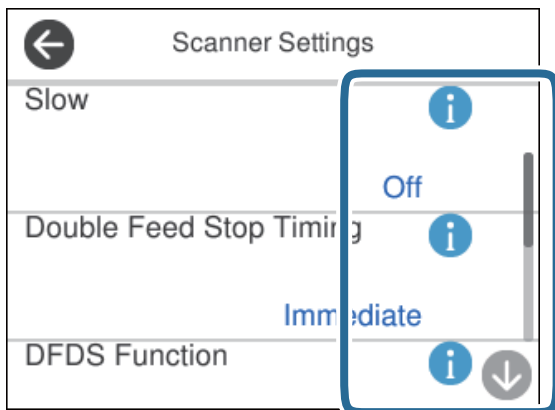 Scanner Settings
Slow
i
Off
Double Feed Stop Timing
i
Immediate
DFDS Function
i